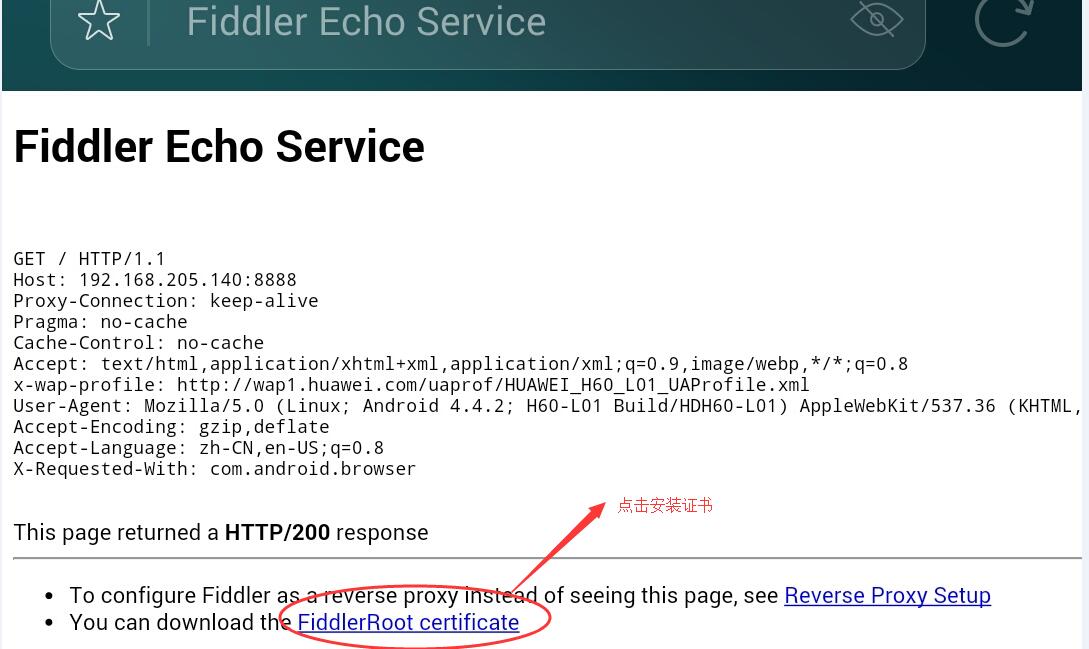 Fiddler Echo Service
Fiddler Echo Service
GET / HTTP/1.1
Host: 192.168.205.140:8888
Proxy-Connection: keep-alive
Pragma: no-cache
Cache-Control: no-cache
Accept: text/html,application/xhtml+xml,application/xml;q=0.9,image/webp,*/*;q=0.8
x-wap-profile: http://wap1.huawei.com/uaprof/HUAWEI_H60_L01_UAProfile.xml
User-Agent: Mozilla/5.0 (Linux; Android 4.4.2; H60-L01 Build/HDH60-L01) AppleWebKit/537.36 (KHTML,
Accept-Encoding: gzip,deflate
Accept-Language: zh-CN,en-US;q=0.8
X-Requested-With: com.android.browser
点击安装证书
This page returned a HTTP/200 response
To configure Fiddler as a reverse proxy instead of seeing this page, see Reverse Proxy Setup
You can download the FiddlerRoot certificate